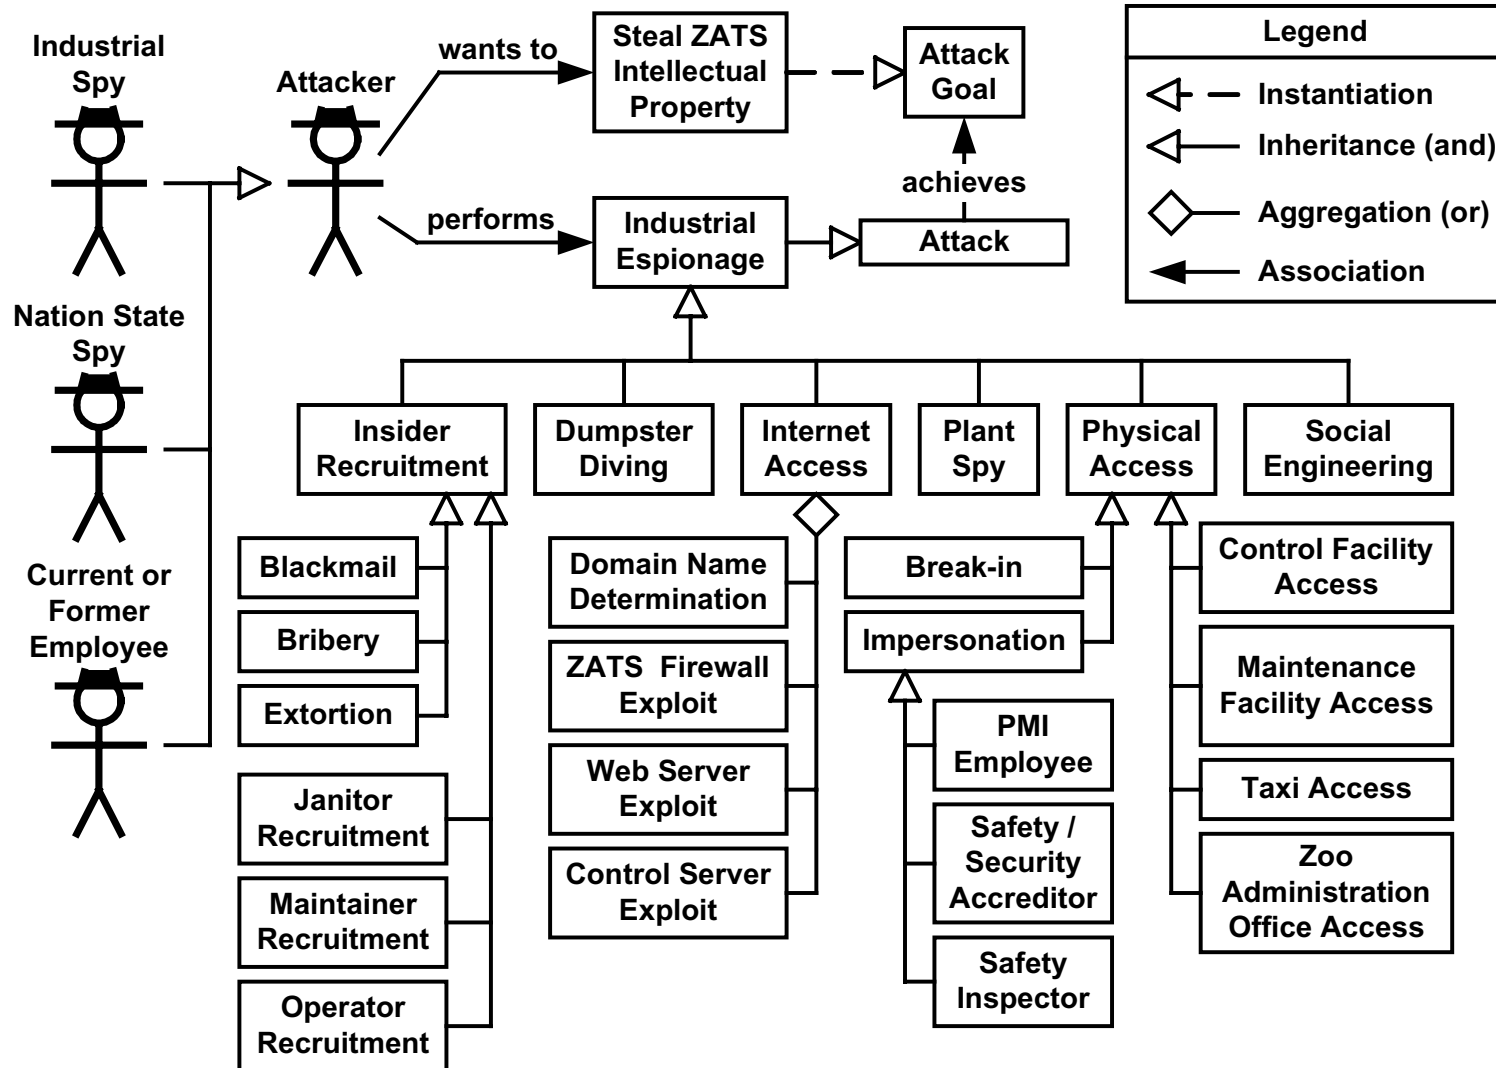 Industrial
Spy
Attacker
wants to
Steal ZATS
Intellectual
Property
Attack
Goal
Legend
Instantiation
Inheritance (and)
Aggregation (or)
Association
performs
Industrial
Espionage
achieves
Attack
Nation State
Spy
Current or
Former
Employee
Insider
Recruitment
Dumpster
Diving
Internet
Access
Plant
Spy
Physical
Access
Social
Engineering
Blackmail
Bribery
Extortion
Janitor
Recruitment
Maintainer
Recruitment
Operator
Recruitment
Domain Name
Determination
ZATS Firewall
Exploit
Web Server
Exploit
Control Server
Exploit
Break-in
Impersonation
PMI
Employee
Safety /
Security
Accreditor
Safety
Inspector
Control Facility
Access
Maintenance
Facility Access
Taxi Access
Zoo
Administration
Office Access